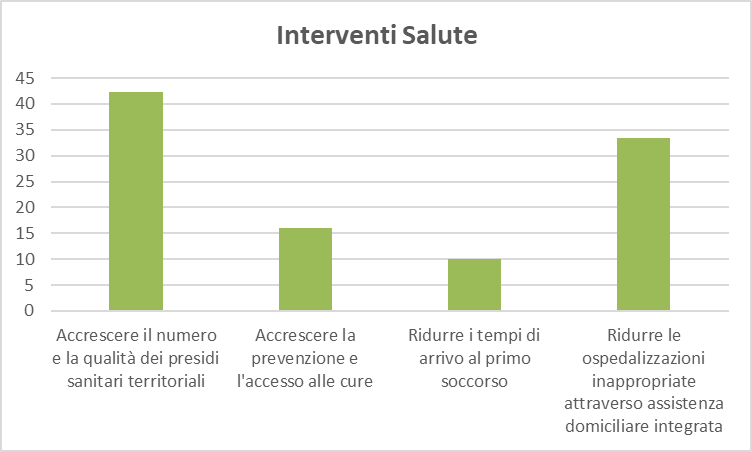 Interventi Salute
45
40
35
30
25
20
15
10
5
0
Accrescere il numero
e la qualità dei presidi
sanitari territoriali
Accrescere la
prevenzione e
l'accesso alle cure
Ridurre i tempi di
arrivo al primo
soccorso
Ridurre le
ospedalizzazioni
inappropriate
attraverso assistenza
domiciliare integrata